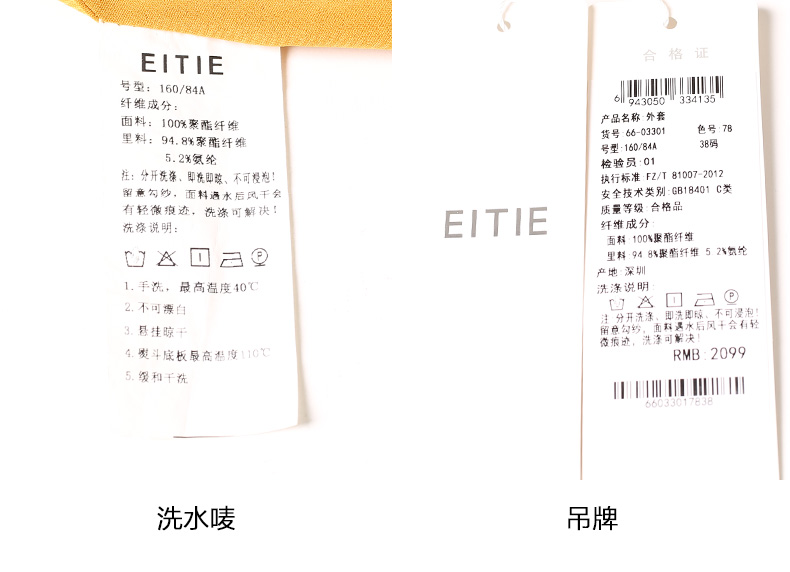 EITIE
号型：160/84A
纤维成分：
面料：100%聚酯纤维
里料：94.8%聚酯纤维
5.2%氨纶
注：分开洗涤、即洗即晾、不可浸泡！
留意勾纱，面料遇水后风干会
有轻微痕迹，洗涤可解决！
洗涤说明：
P
1.手洗，最高温度40℃
2.不可漂白
3.悬挂晾干
4.熨斗底板最高温度110℃
5.缓和干洗
洗水唛
EITIE
合格证
6 943050 334135
产品名称 外套
货号 66-03301 色号 78
号型 160/84A 38码
检验员 01
执行标准 FZ/T 81007-2012
安全技术类别 GB18401 C类
质量等级 合格品
纤维成分
面料 100%聚酯纤维
里料 94 8%聚酯纤维 5 2%氨纶
产地 深圳
洗涤说明
P
注 分开洗涤、即洗即晾、不可浸泡！
留意勾纱，面料遇水后风干会有轻
微痕迹，洗涤可解决！
RMB:2099
66033017838
吊牌